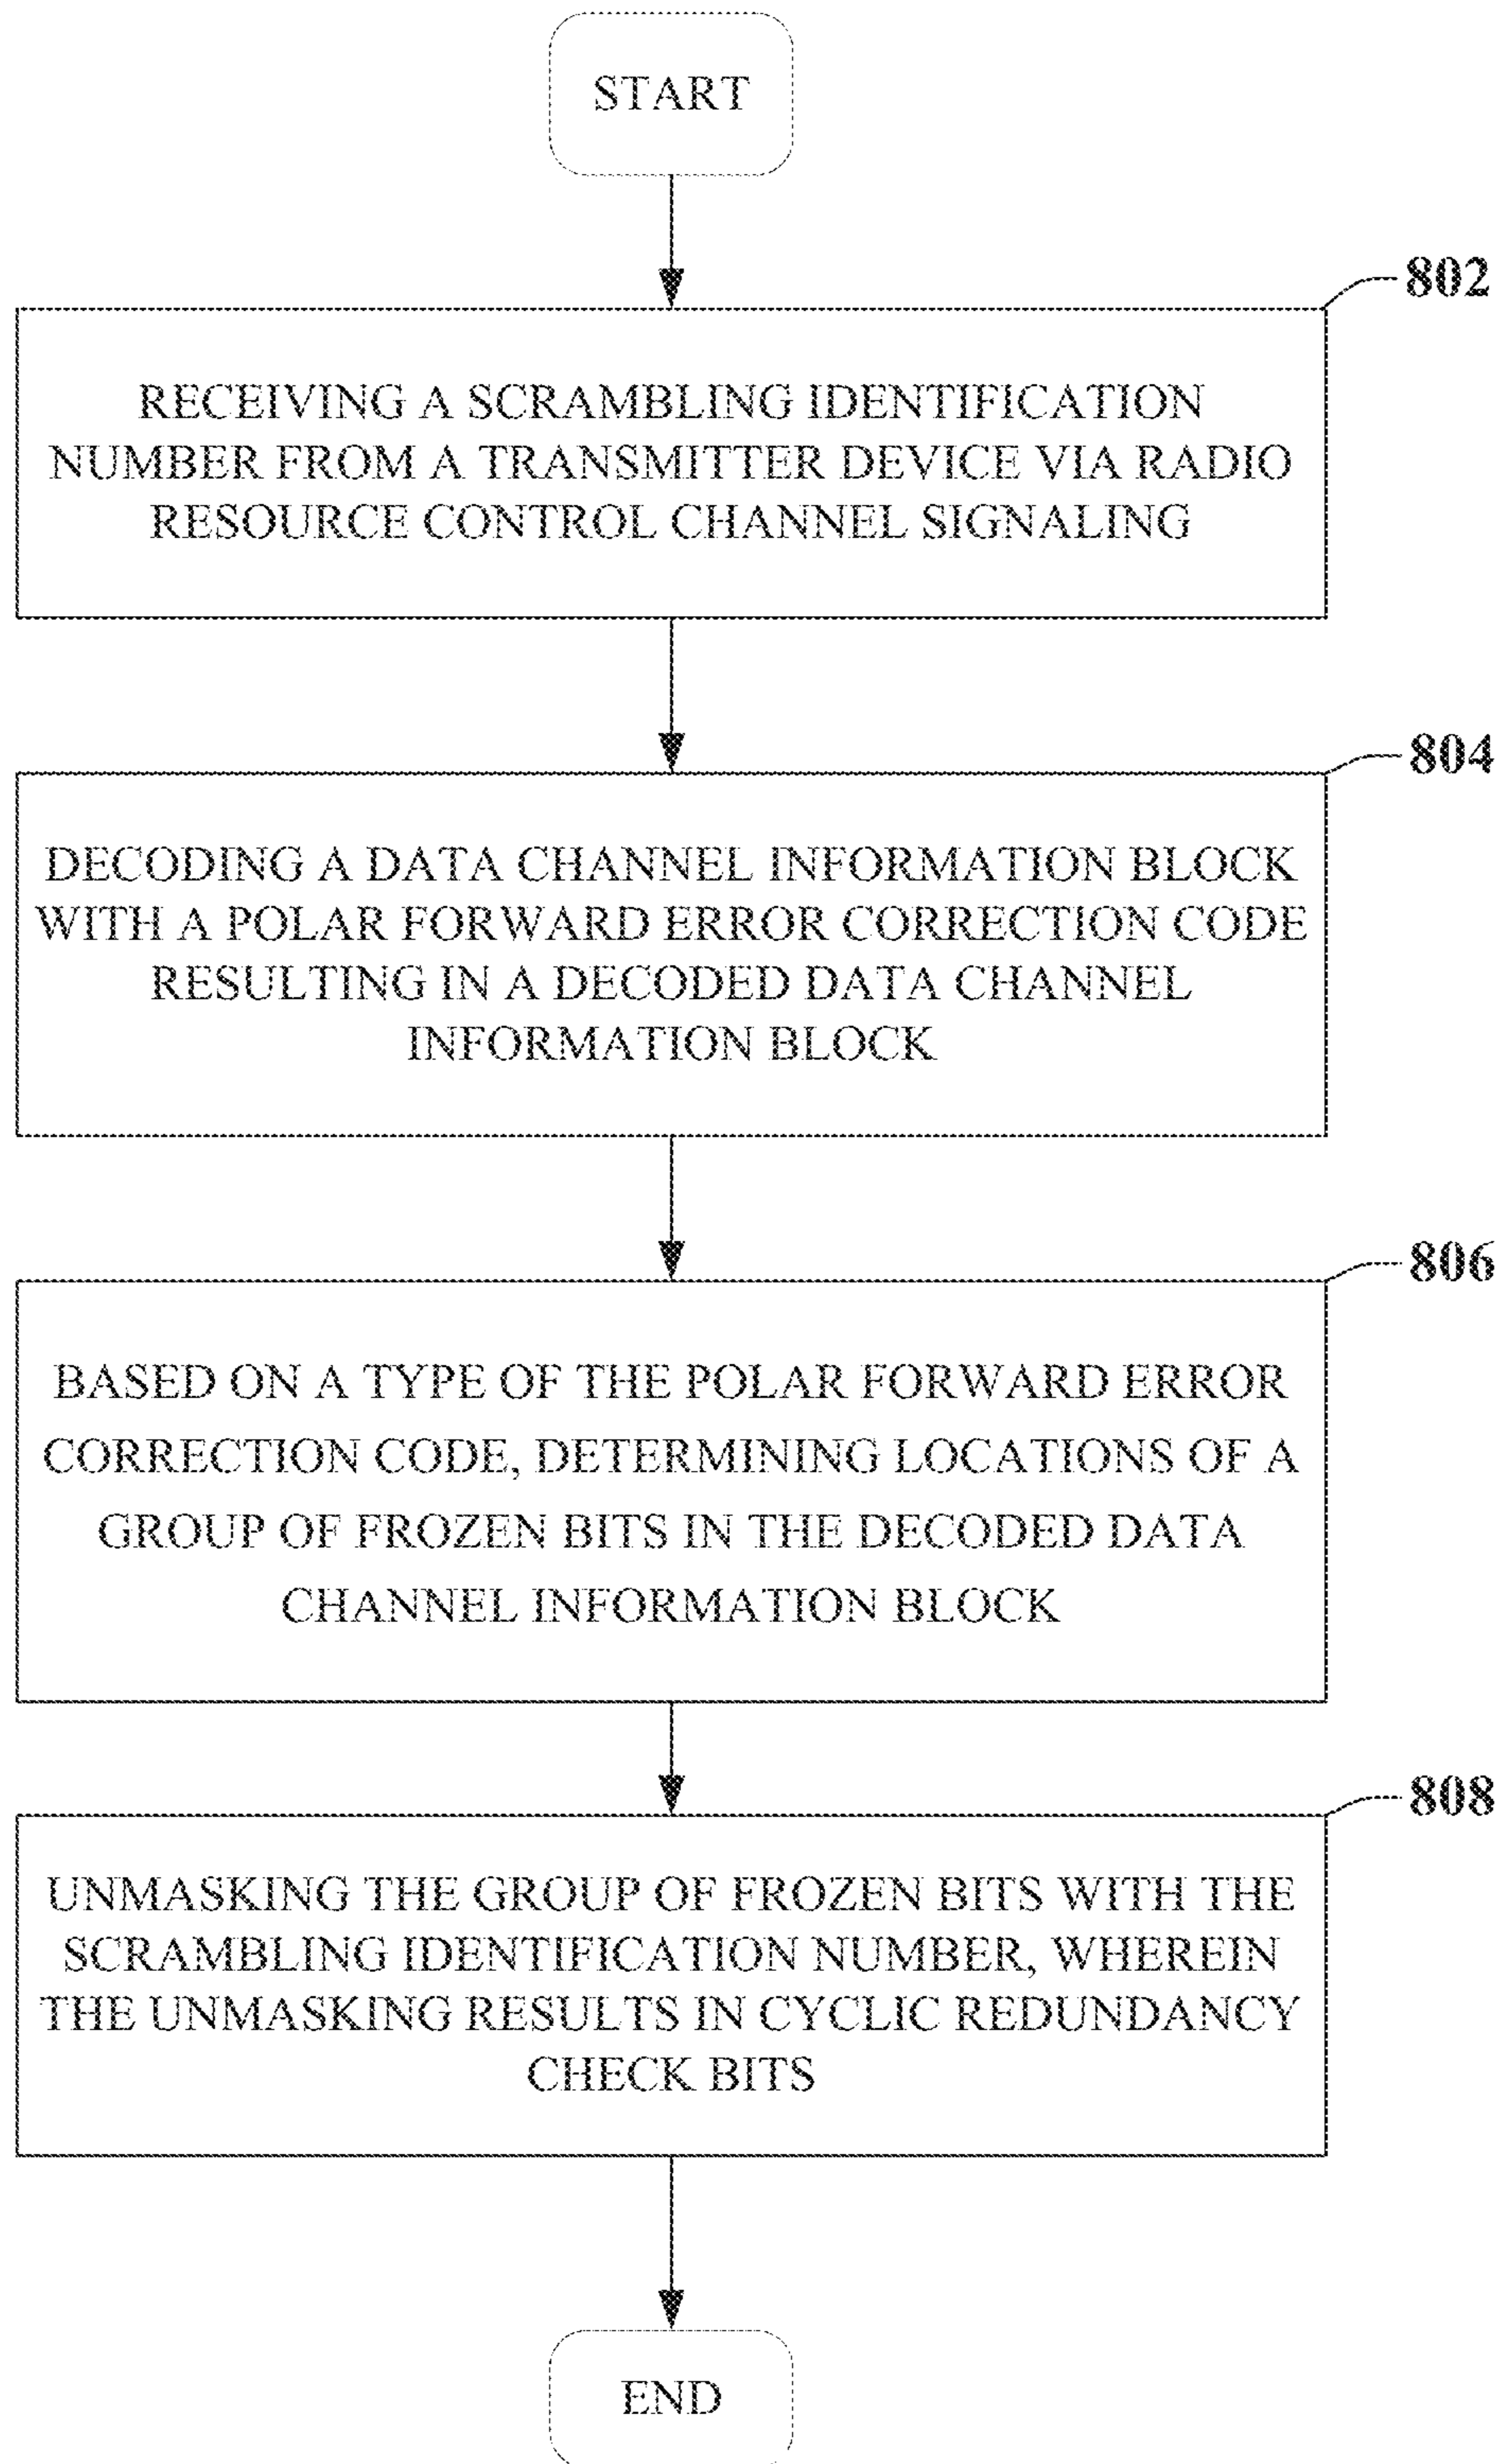 START
802
RECEIVING A SCRAMBLING IDENTIFICATION
NUMBER FROM A TRANSMITTER DEVICE VIA RADIO
RESOURCE CONTROL CHANNEL SIGNALING
804
DECODING A DATA CHANNEL INFORMATION BLOCK
WITH A POLAR FORWARD ERROR CORRECTION CODE
RESULTING IN A DECODED DATA CHANNEL
INFORMATION BLOCK
806
BASED ON A TYPE OF THE POLAR FORWARD ERROR
CORRECTION CODE, DETERMINING LOCATIONS OF A
GROUP OF FROZEN BITS IN THE DECODED DATA
CHANNEL INFORMATION BLOCK
808
UNMASKING THE GROUP OF FROZEN BITS WITH THE
SCRAMBLING IDENTIFICATION NUMBER, WHEREIN
THE UNMASKING RESULTS IN CYCLIC REDUNDANCY
CHECK BITS
END